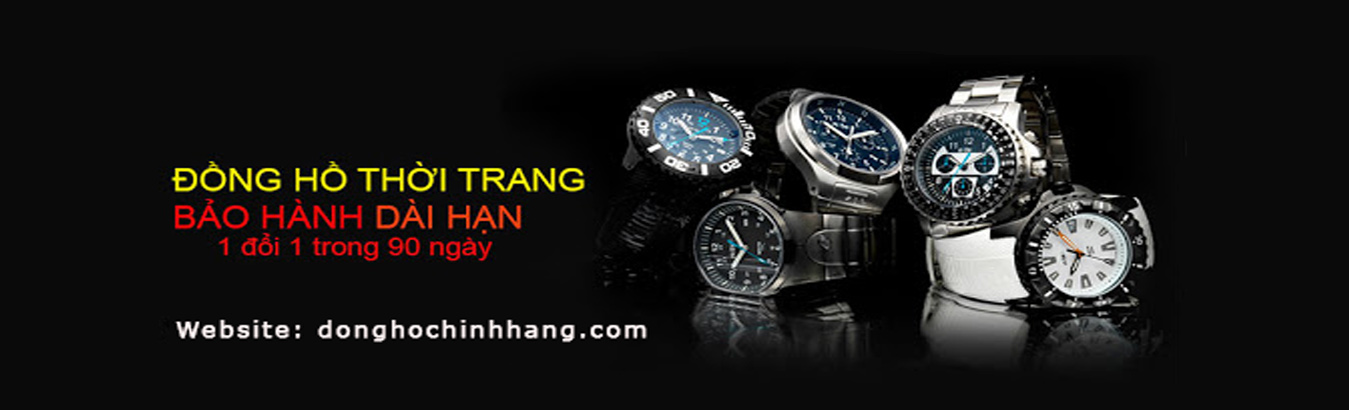 ĐỒNG HỒ THỜI TRANG
BẢO HÀNH DÀI HẠN
1 đổi 1 trong 90 ngày
Website: donghochinhhang.com